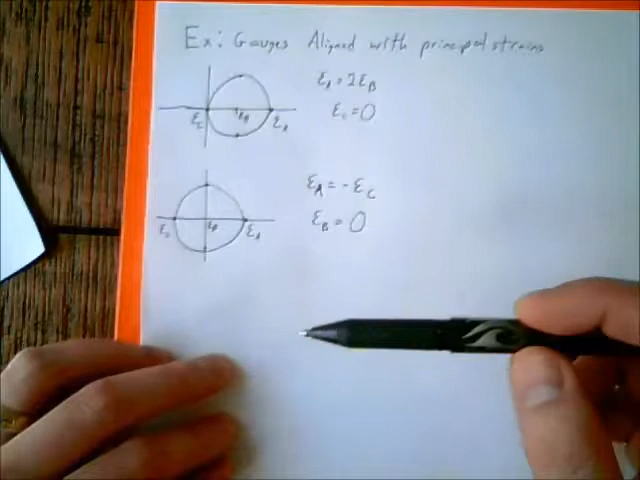 Ex: Gauges Aligned with principal strains
εA = 2εB
εC = 0
εC εB εA
εA = -εC
εB = 0
εC εB εA